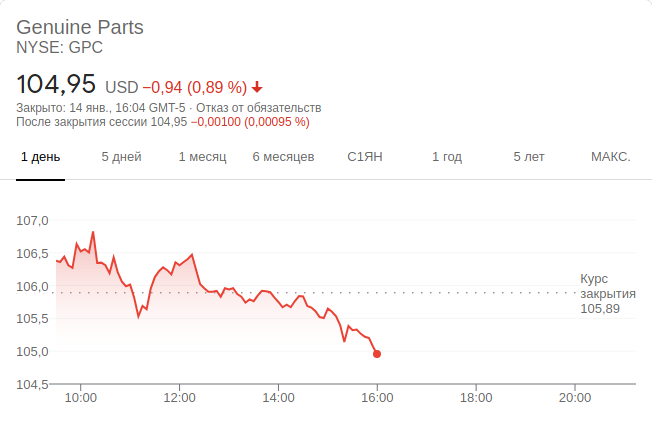 Genuine Parts
NYSE: GPC
104,95 USD −0,94 (0,89 %)
Закрыто: 14 янв., 16:04 GMT-5 · Отказ от обязательств
После закрытия сессии 104,95 −0,00100 (0,00095 %)
1 день 5 дней 1 месяц 6 месяцев С1ЯН 1 год 5 лет МАКС.
107,0
106,5
106,0
105,5
105,0
104,5
Курс
закрытия
105,89
10:00 12:00 14:00 16:00 18:00 20:00